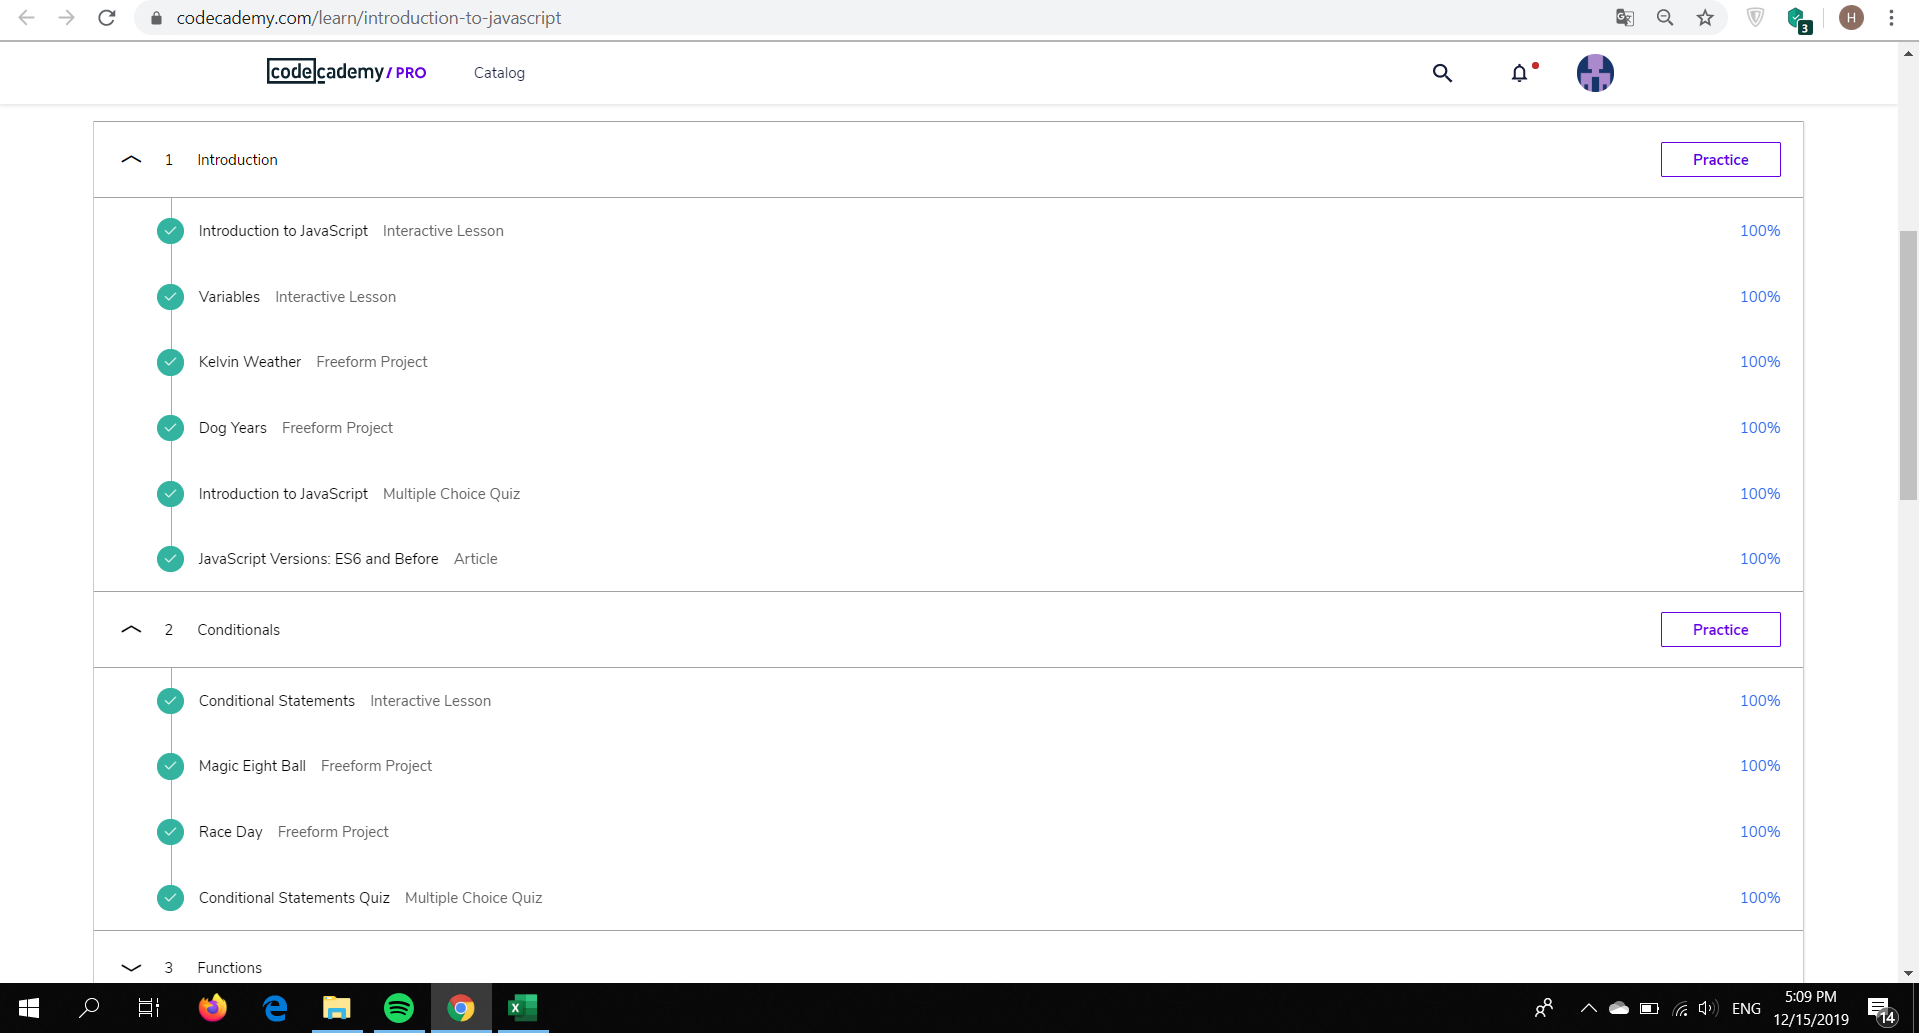 codecademy.com/learn/introduction-to-javascript
3
H
codecademy / PRO Catalog
1 Introduction Practice
Introduction to JavaScript Interactive Lesson 100%
Variables Interactive Lesson 100%
Kelvin Weather Freeform Project 100%
Dog Years Freeform Project 100%
Introduction to JavaScript Multiple Choice Quiz 100%
JavaScript Versions: ES6 and Before Article 100%
2 Conditionals Practice
Conditional Statements Interactive Lesson 100%
Magic Eight Ball Freeform Project 100%
Race Day Freeform Project 100%
Conditional Statements Quiz Multiple Choice Quiz 100%
3 Functions
ENG
5:09 PM
12/15/2019
14